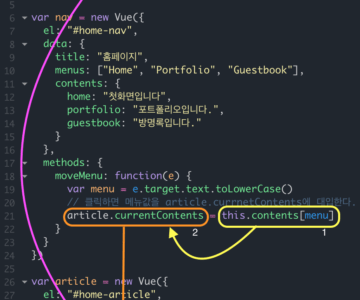 5
6 var nav = new Vue({
7 el: "#home-nav",
8 data: {
9 title: "홈페이지",
10 menus: ["Home", "Portfolio", "Guestbook"],
11 contents: {
12 home: "첫화면입니다",
13 portfolio: "포트폴리오입니다.",
14 guestbook: "방명록입니다."
15 }
16 },
17 methods: {
18 moveMenu: function(e) {
19 var menu = e.target.text.toLowerCase()
20 // 클릭하면 메뉴값을 article.currnetContents에 대입한다.
21 article.currentContents= this.contents[menu]
22 }
2 1
23 }
24 })
25
26 var article = new Vue({
27 el: "#home-article",